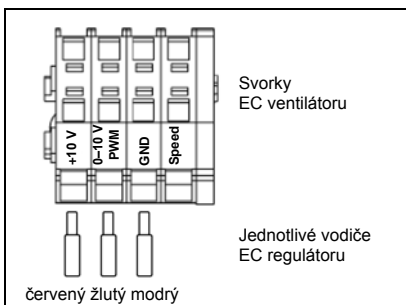 Svorky
EC ventilátoru
+10 V
0–10 V
PWM
GND
Speed
Jednotlivé vodiče
EC regulátoru
červený žlutý modrý